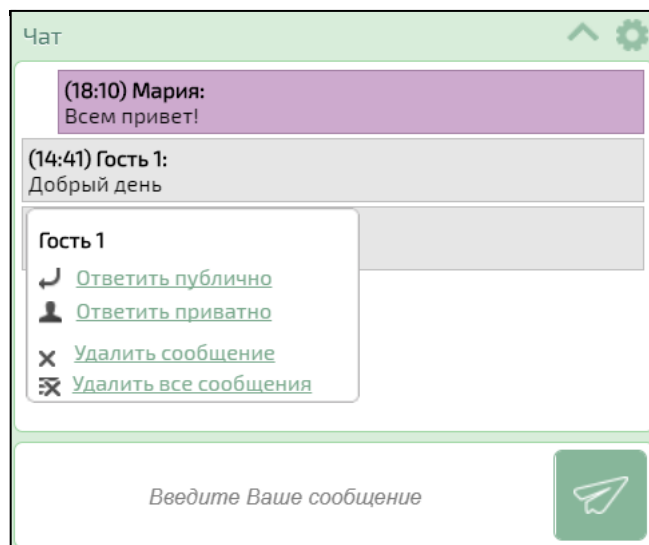 Чат
(18:10) Мария:
Всем привет!
(14:41) Гость 1:
Добрый день
Гость 1
Ответить публично
Ответить приватно
Удалить сообщение
Удалить все сообщения
Введите Ваше сообщение